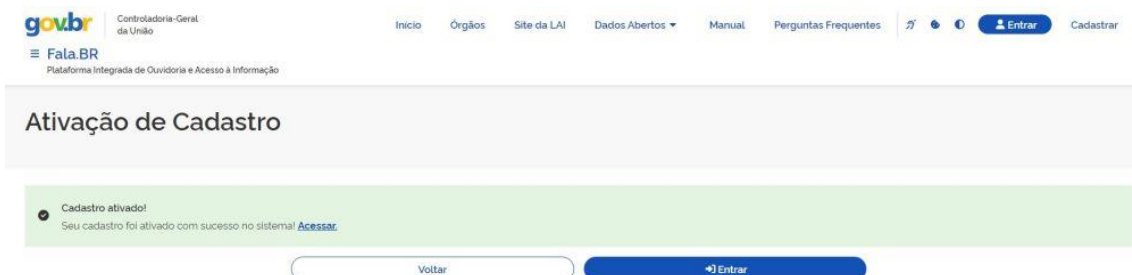 gov.br
Controladoria-Geral
da União
Início Órgãos Site da LAI Dados Abertos Manual Perguntas Frequentes Entrar Cadastrar
Fala.BR
Plataforma Integrada de Ouvidoria e Acesso à Informação
Ativação de Cadastro
Cadastro ativado!
Seu cadastro foi ativado com sucesso no sistema! Acessar.
Voltar Entrar